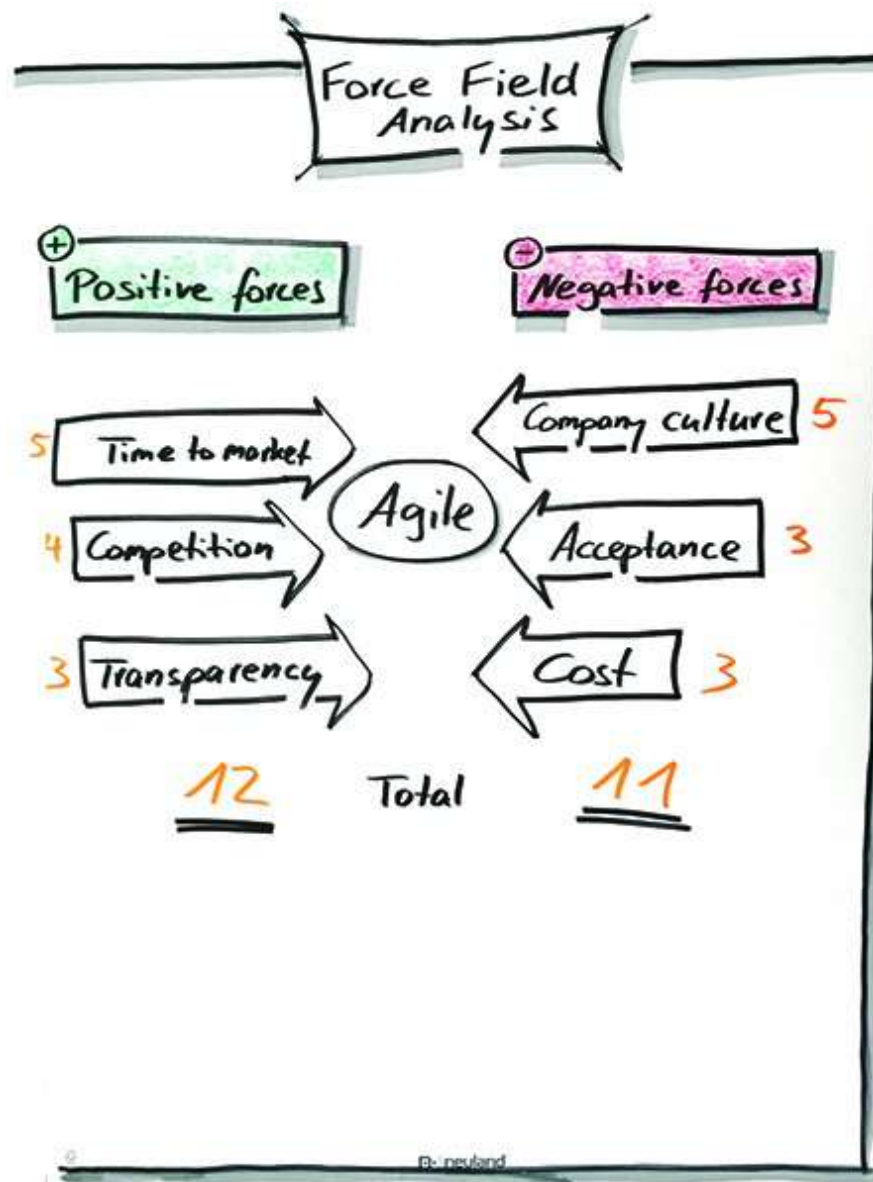 Force Field
Analysis
+
Positive forces
-
Negative forces
5 Time to market
Company culture 5
Agile
4 Competition
Acceptance 3
3 Transparency
Cost 3
12 Total 11
neuland